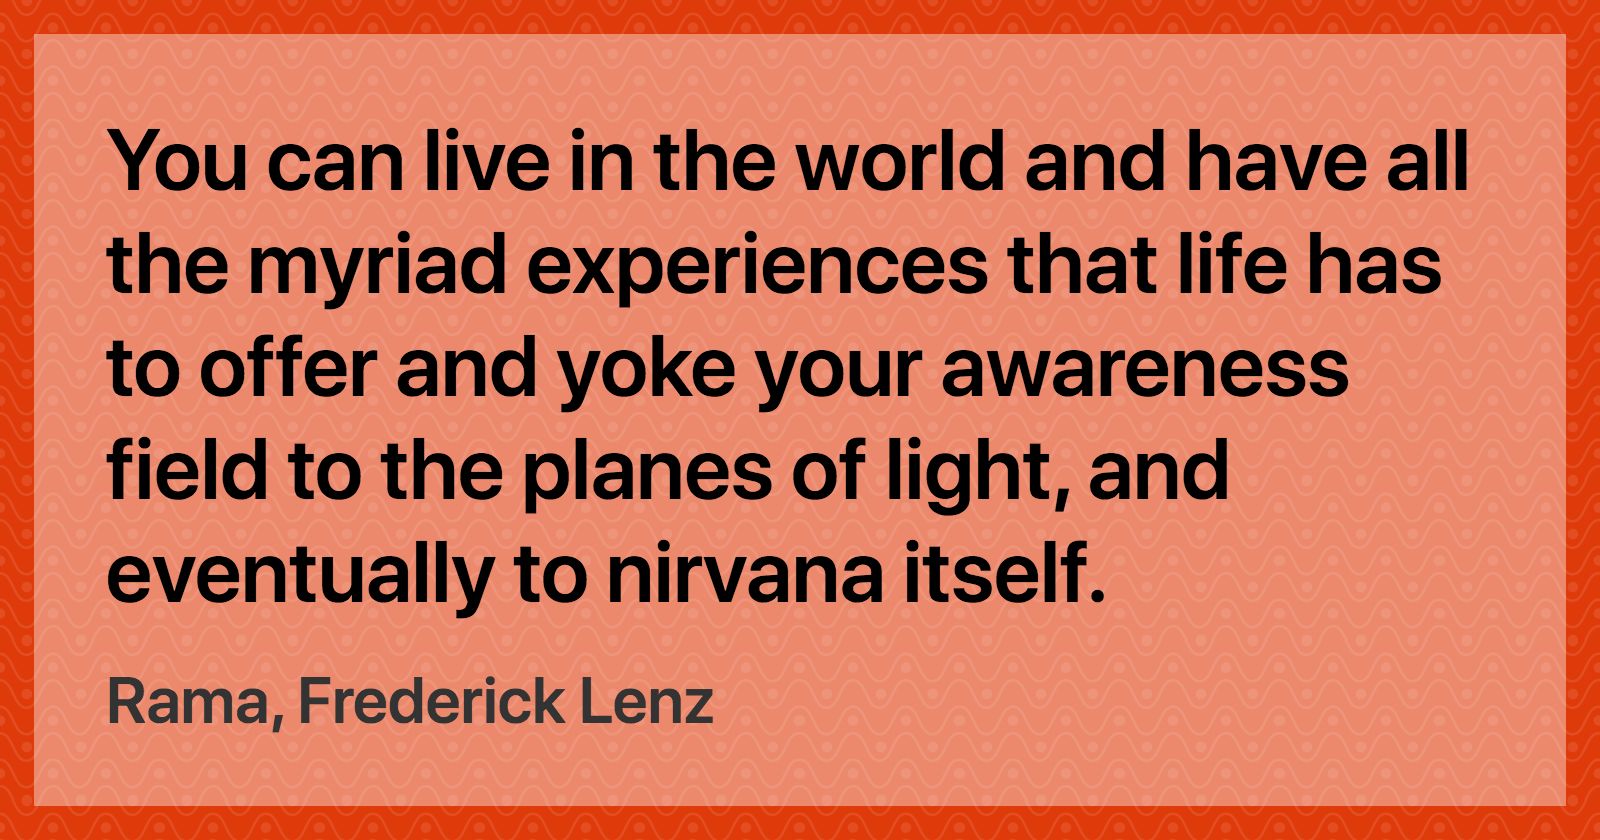 You can live in the world and have all
the myriad experiences that life has
to offer and yoke your awareness
field to the planes of light, and
eventually to nirvana itself.
Rama, Frederick Lenz